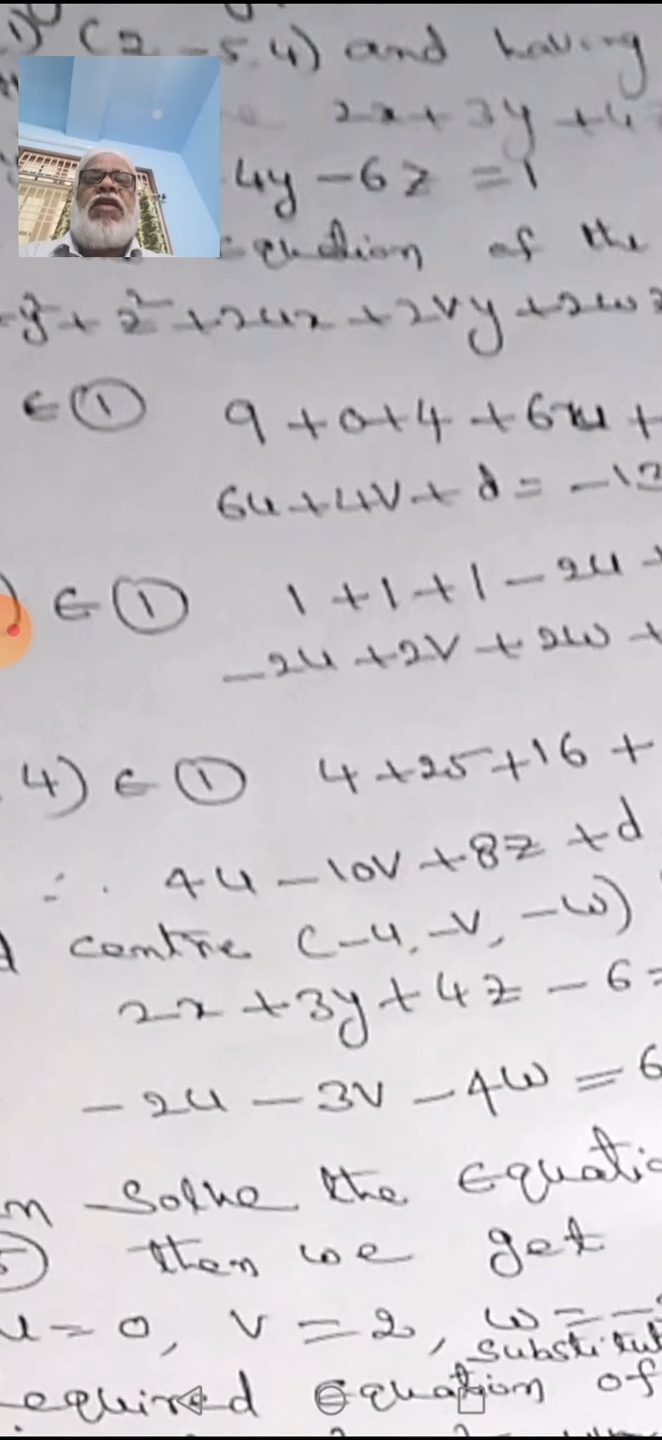 1) (2 -5.4) and having
2x + 3y + 4
4y - 6z = 1
equation of the
y² + z² + 2ux + 2vy + 2wz
∈ ① 9 + 0 + 4 + 6u +
6u + 4v + d = -13
) ∈ ① 1 + 1 + 1 - 2u +
-2u + 2v + 2w +
4) ∈ ① 4 + 25 + 16 +
∴ 4u - 10v + 8z + d
centre (-u, -v, -w)
2x + 3y + 4z - 6 =
-2u - 3v - 4w = 6
Solve the Equatio
then we get
u = 0, v = 2, w = -
substitut
equired Equation of